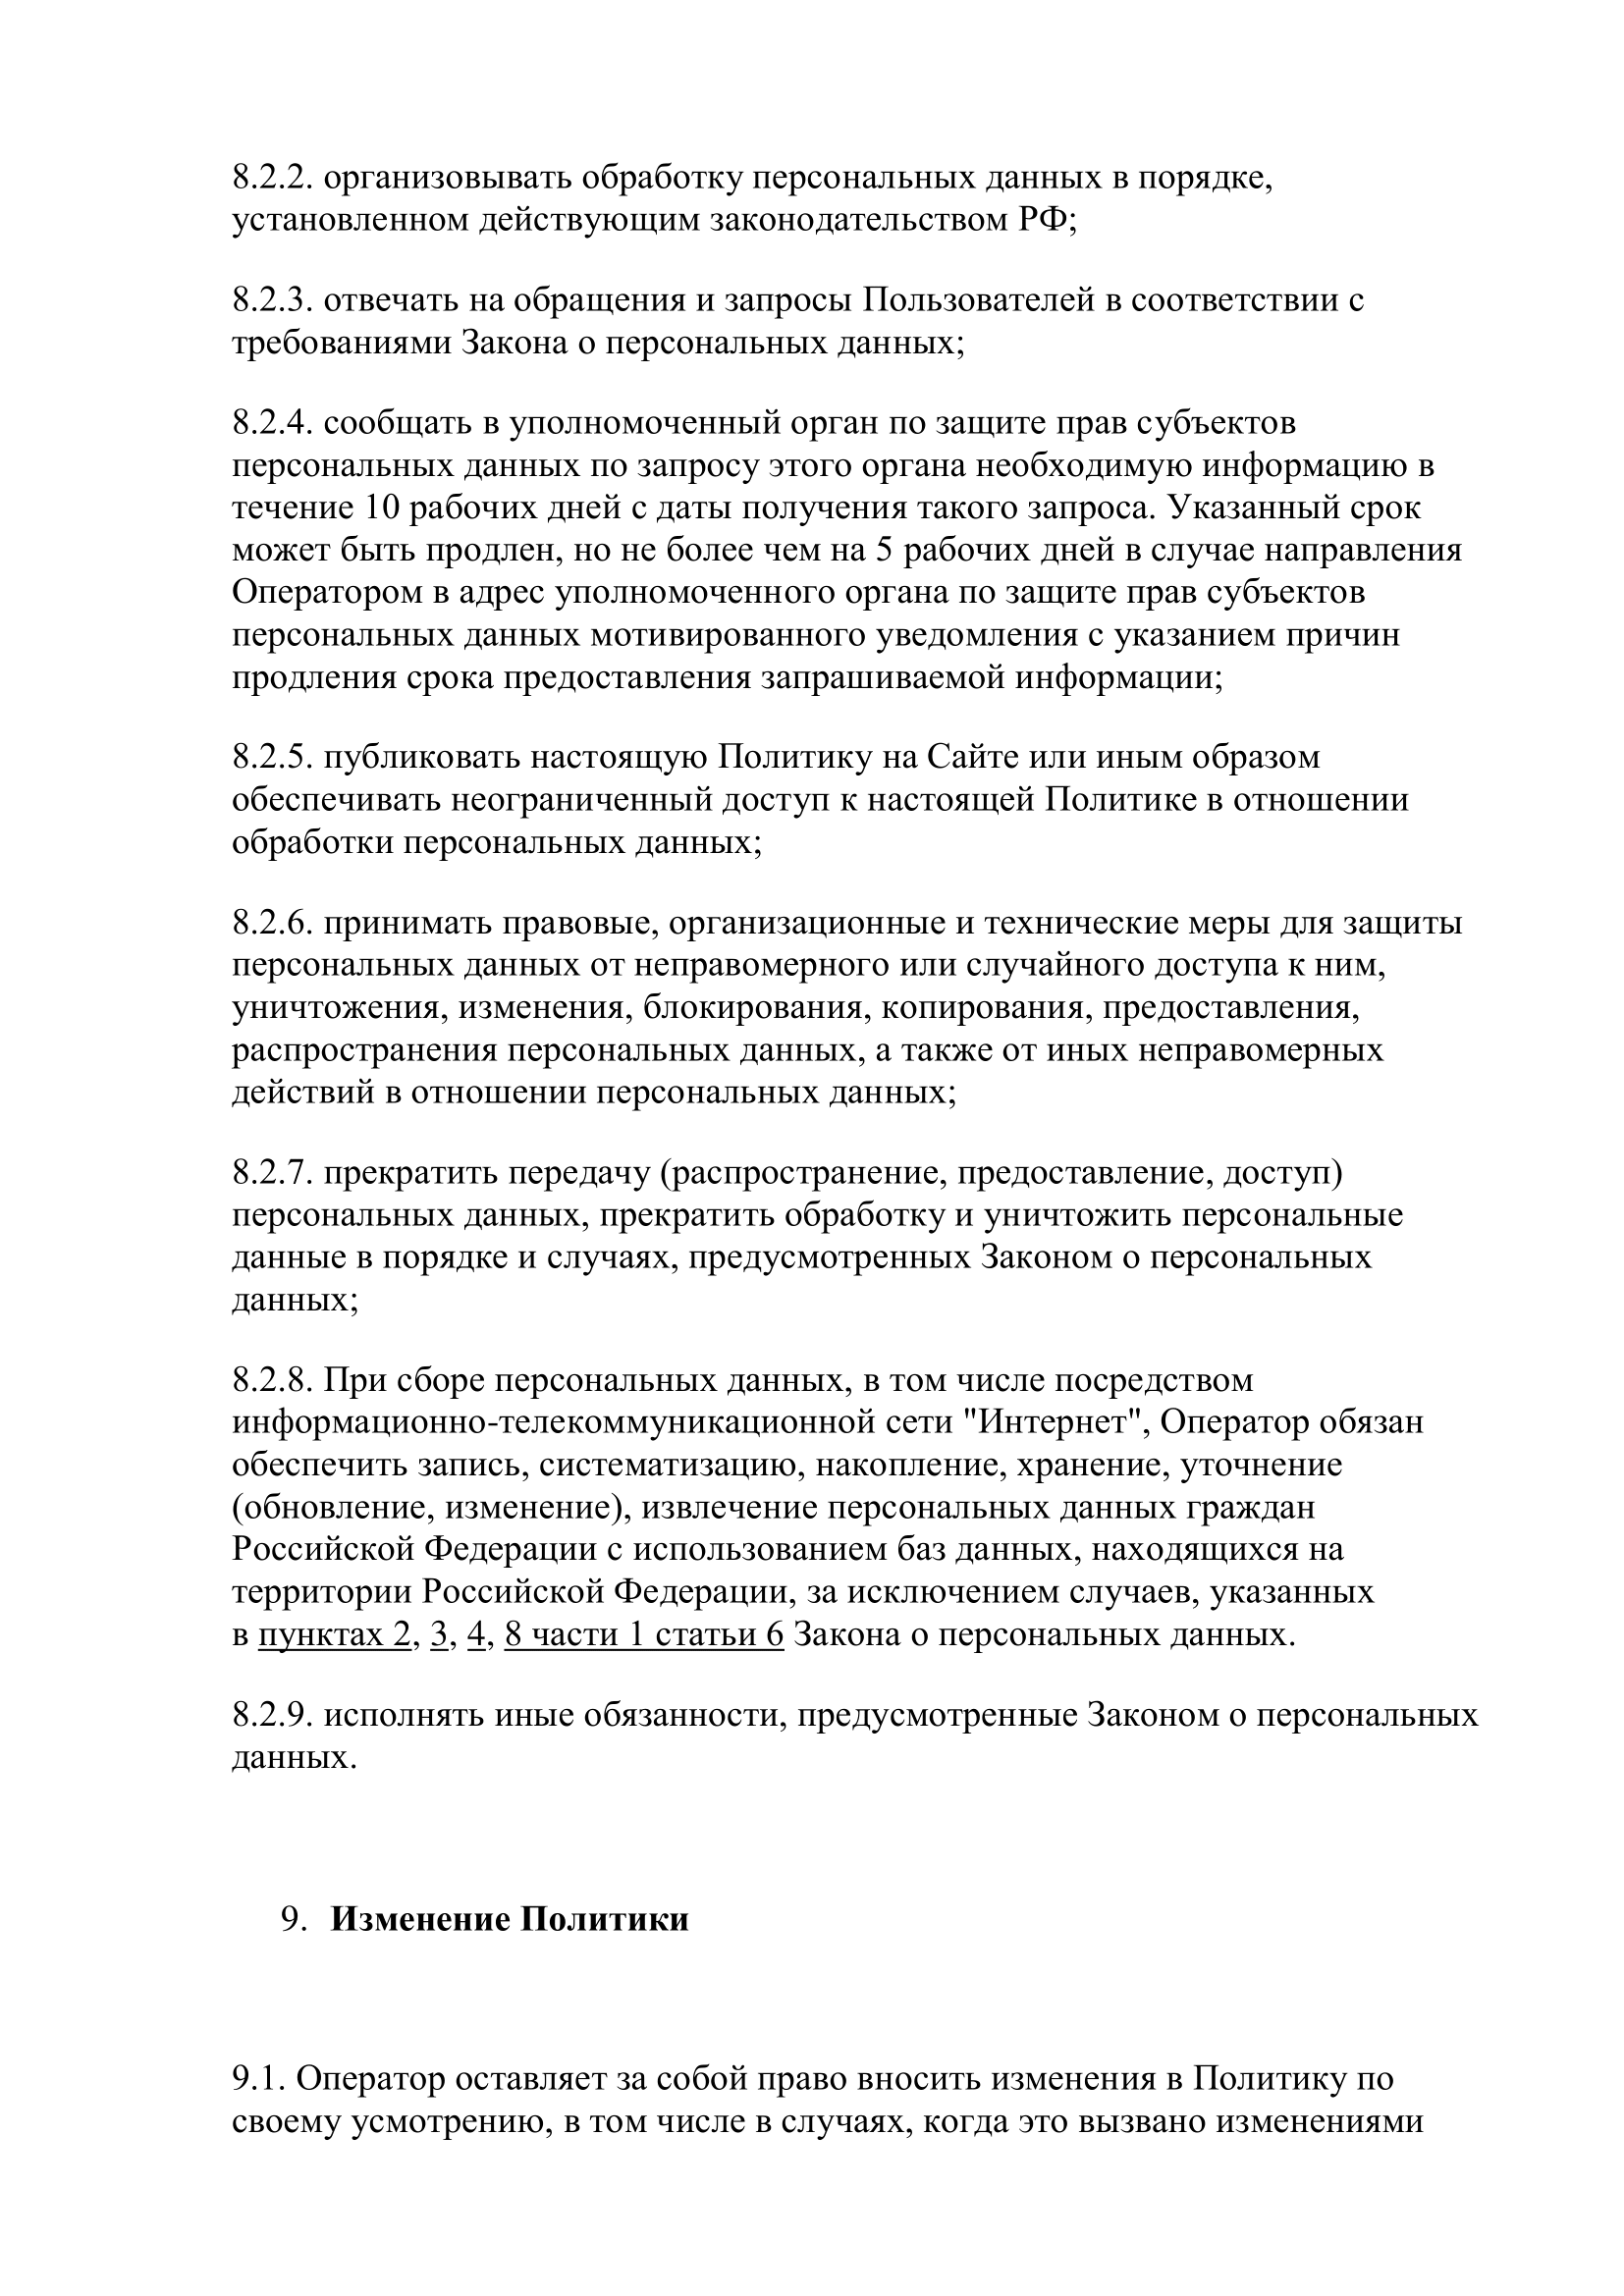 8.2.2. организовывать обработку персональных данных в порядке,
установленном действующим законодательством РФ;
8.2.3. отвечать на обращения и запросы Пользователей в соответствии с
требованиями Закона о персональных данных;
8.2.4. сообщать в уполномоченный орган по защите прав субъектов
персональных данных по запросу этого органа необходимую информацию в
течение 10 рабочих дней с даты получения такого запроса. Указанный срок
может быть продлен, но не более чем на 5 рабочих дней в случае направления
Оператором в адрес уполномоченного органа по защите прав субъектов
персональных данных мотивированного уведомления с указанием причин
продления срока предоставления запрашиваемой информации;
8.2.5. публиковать настоящую Политику на Сайте или иным образом
обеспечивать неограниченный доступ к настоящей Политике в отношении
обработки персональных данных;
8.2.6. принимать правовые, организационные и технические меры для защиты
персональных данных от неправомерного или случайного доступа к ним,
уничтожения, изменения, блокирования, копирования, предоставления,
распространения персональных данных, а также от иных неправомерных
действий в отношении персональных данных;
8.2.7. прекратить передачу (распространение, предоставление, доступ)
персональных данных, прекратить обработку и уничтожить персональные
данные в порядке и случаях, предусмотренных Законом о персональных
данных;
8.2.8. При сборе персональных данных, в том числе посредством
информационно-телекоммуникационной сети "Интернет", Оператор обязан
обеспечить запись, систематизацию, накопление, хранение, уточнение
(обновление, изменение), извлечение персональных данных граждан
Российской Федерации с использованием баз данных, находящихся на
территории Российской Федерации, за исключением случаев, указанных
в пунктах 2, 3, 4, 8 части 1 статьи 6 Закона о персональных данных.
8.2.9. исполнять иные обязанности, предусмотренные Законом о персональных
данных.
9. Изменение Политики
9.1. Оператор оставляет за собой право вносить изменения в Политику по
своему усмотрению, в том числе в случаях, когда это вызвано изменениями